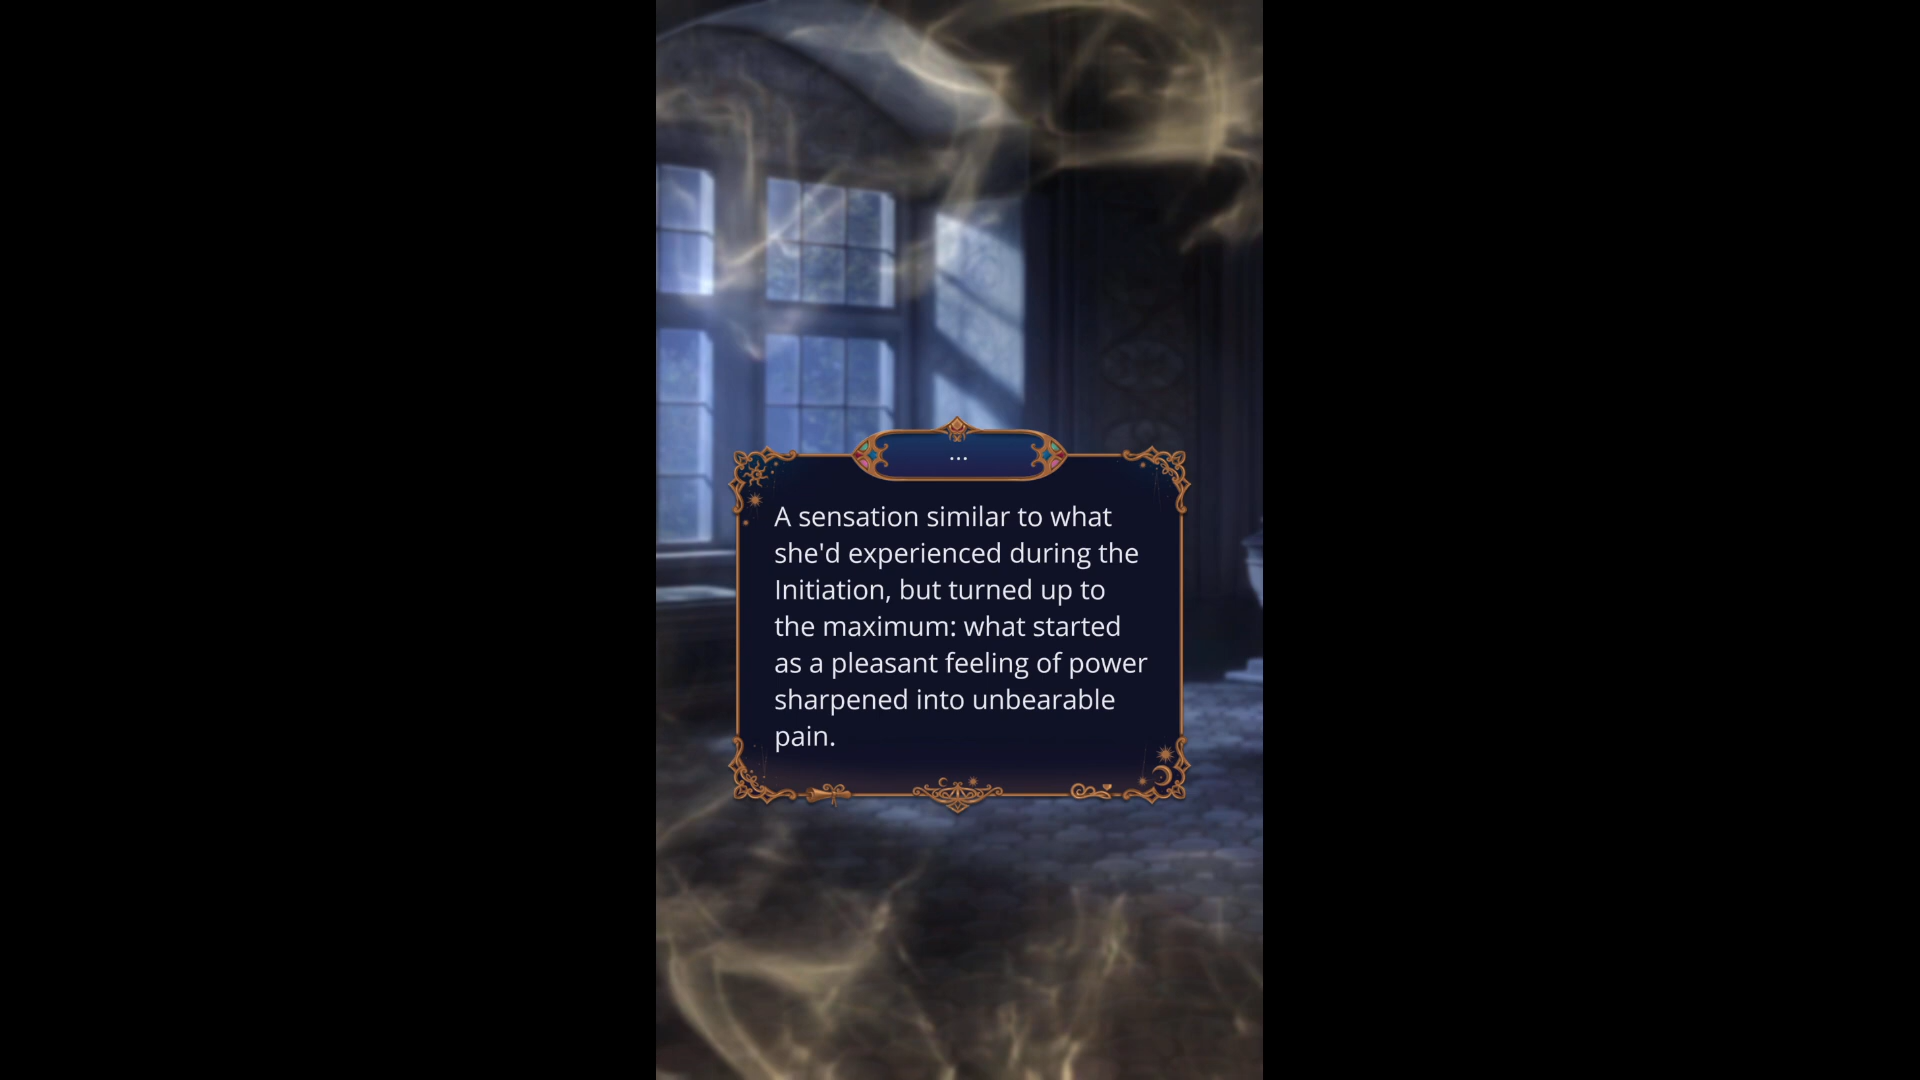 ...
A sensation similar to what
she'd experienced during the
Initiation, but turned up to
the maximum: what started
as a pleasant feeling of power
sharpened into unbearable
pain.